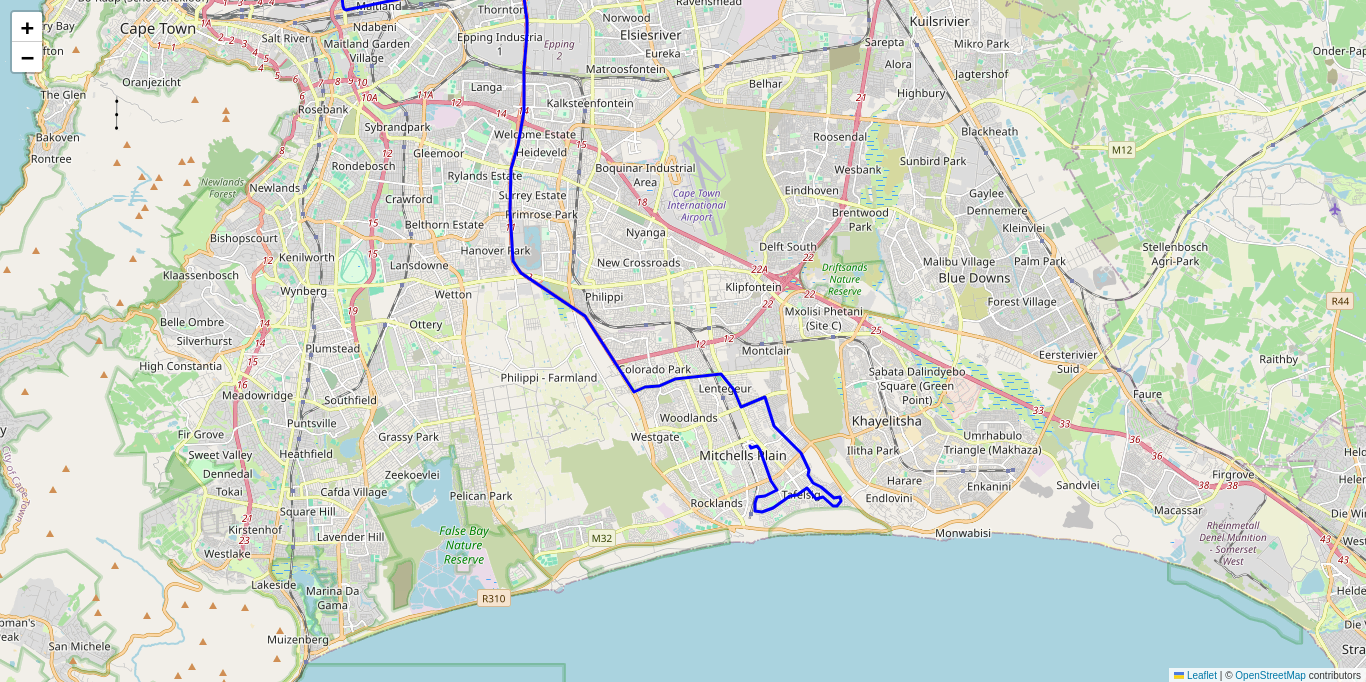 +
−
Cape Town
Ndabeni
Salt River
Maitland Garden
Village
Oranjezicht
The Glen
Bakoven
Rontree
Rosebank
Maitland
Thornton
Epping Industria
1
Epping
2
Norwood
Elsiesriver
Eureka
Matroosfontein
Ravensmead
Kuilsrivier
Sarepta
Mikro Park
Alora
Jagtershof
Highbury
Belhar
Langa
Kalksteenfontein
Sybrandpark
Welcome Estate
Gleemoor
Heideveld
Rondebosch
Rylands Estate
Boquinar Industrial
Area
Roosendal
Blackheath
Sunbird Park
Wesbank
M12
Newlands
Forest
Newlands
Crawford
Surrey Estate
Primrose Park
Cape Town
International
Airport
Eindhoven
Gaylee
Dennemere
Brentwood
Park
Kleinvlei
Bishopscourt
Belthorn Estate
Nyanga
Hanover Park
Delft South
Kenilworth
Lansdowne
New Crossroads
Malibu Village
Palm Park
Stellenbosch
Agri-Park
Klaassenbosch
Blue Downs
Driftsands
Nature
Reserve
Wynberg
Wetton
Philippi
Klipfontein
Forest Village
R44
Belle Ombre
Ottery
Mxolisi Phetani
(Site C)
Silverhurst
Plumstead
Montclair
Eersterivier
Suid
Raithby
High Constantia
Colorado Park
Sabata Dalindyebo
Square (Green
Point)
Philippi - Farmland
Lentegeur
Meadowridge
Southfield
Faure
Puntsville
Woodlands
Khayelitsha
Fir Grove
Grassy Park
Westgate
Umrhabulo
Triangle (Makhaza)
Sweet Valley
Heathfield
Mitchells Plain
Ilitha Park
Dennedal
Zeekoevlei
Firgrove
Tokai
Cafda Village
Pelican Park
Harare
Enkanini
Sandvlei
Tafelsig
Endlovini
Rocklands
Macassar
Square Hill
Kirstenhof
Lavender Hill
False Bay
Nature
Reserve
M32
Monwabisi
Rheinmetall
Denel Munition
- Somerset
West
Westlake
Lakeside
Marina Da
Gama
R310
Muizenberg
San Michele
City of Cape Town
Leaflet | © OpenStreetMap contributors